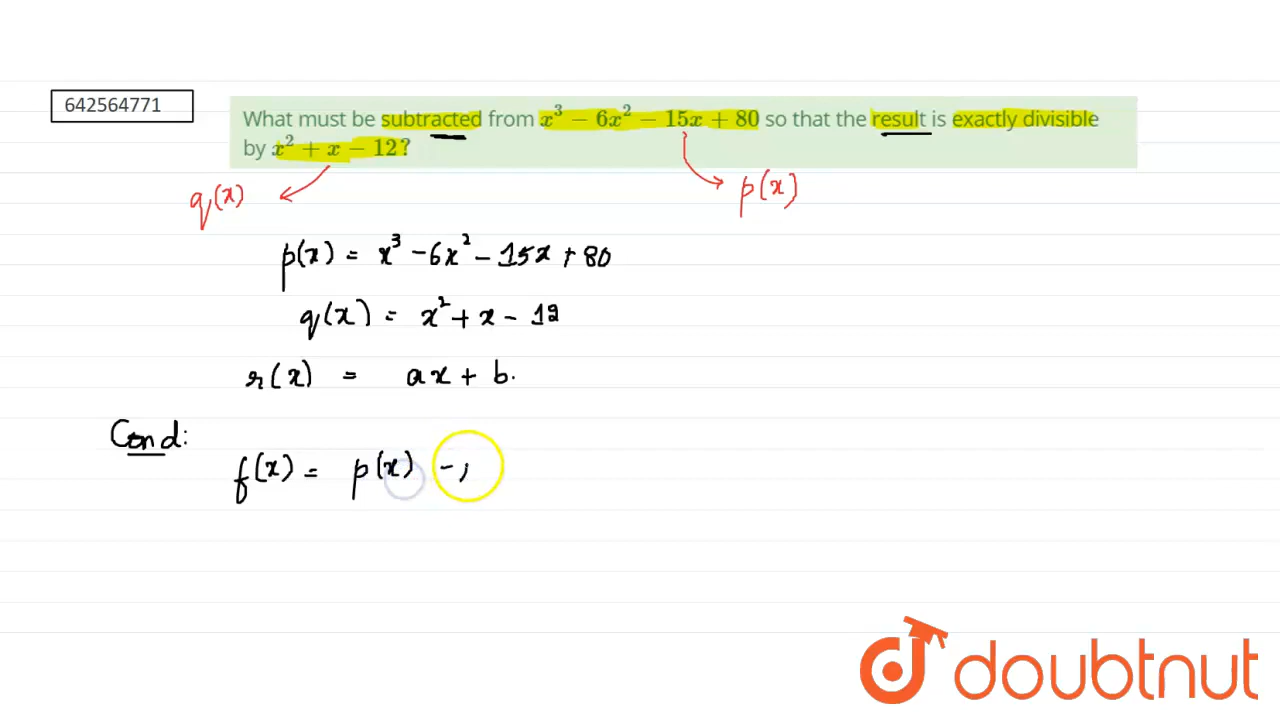 642564771
What must be subtracted from x³ − 6x² − 15x + 80 so that the result is exactly divisible
by x² + x − 12?
q(x)
p(x)
p(x) = x³ - 6x² - 15x + 80
q(x) = x² + x - 12
r(x) = ax + b.
Cond:
f(x) = p(x) -
doubtnut